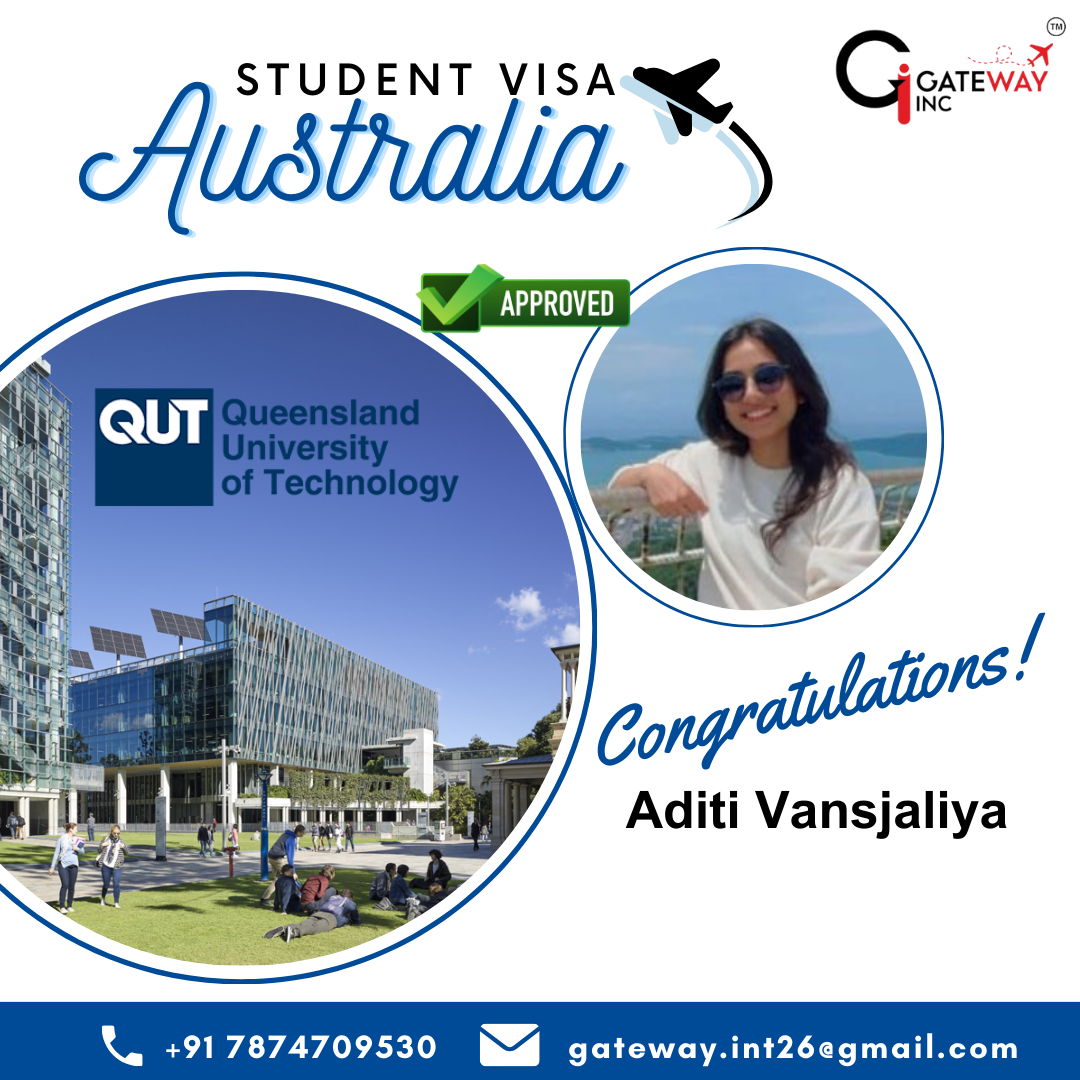 STUDENT VISA
Australia
Gi GATEWAY
INC
TM
APPROVED
QUT Queensland
University
of Technology
Congratulations!
Aditi Vansjaliya
+91 7874709530
gateway.int26@gmail.com